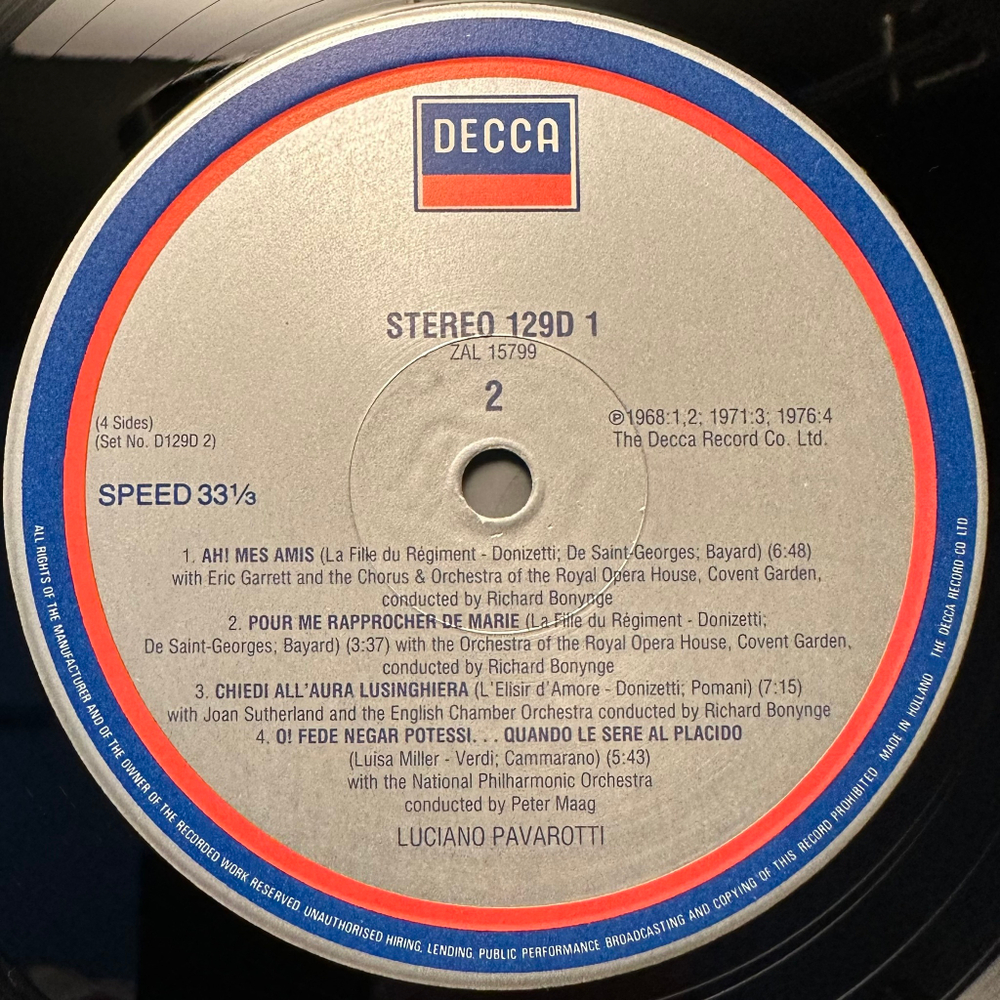 DECCA
STEREO 129D 1
ZAL 15799
2
(4 Sides)
(Set No. D129D 2)
℗1968:1,2; 1971:3; 1976:4
The Decca Record Co. Ltd.
SPEED 33⅓
1. AH! MES AMIS (La Fille du Régiment - Donizetti; De Saint-Georges; Bayard) (6:48)
with Eric Garrett and the Chorus & Orchestra of the Royal Opera House, Covent Garden,
conducted by Richard Bonynge
2. POUR ME RAPPROCHER DE MARIE (La Fille du Régiment - Donizetti;
De Saint-Georges; Bayard) (3:37) with the Orchestra of the Royal Opera House, Covent Garden,
conducted by Richard Bonynge
3. CHIEDI ALL'AURA LUSINGHIERA (L'Elisir d'Amore - Donizetti; Pomani) (7:15)
with Joan Sutherland and the English Chamber Orchestra conducted by Richard Bonynge
4. O! FEDE NEGAR POTESSI. . . QUANDO LE SERE AL PLACIDO
(Luisa Miller - Verdi; Cammarano) (5:43)
with the National Philharmonic Orchestra
conducted by Peter Maag
LUCIANO PAVAROTTI
ALL RIGHTS OF THE MANUFACTURER AND OF THE OWNER OF THE RECORDED WORK RESERVED UNAUTHORISED HIRING, LENDING, PUBLIC PERFORMANCE BROADCASTING AND COPYING OF THIS RECORD PROHIBITED MADE IN HOLLAND THE DECCA RECORD CO LTD